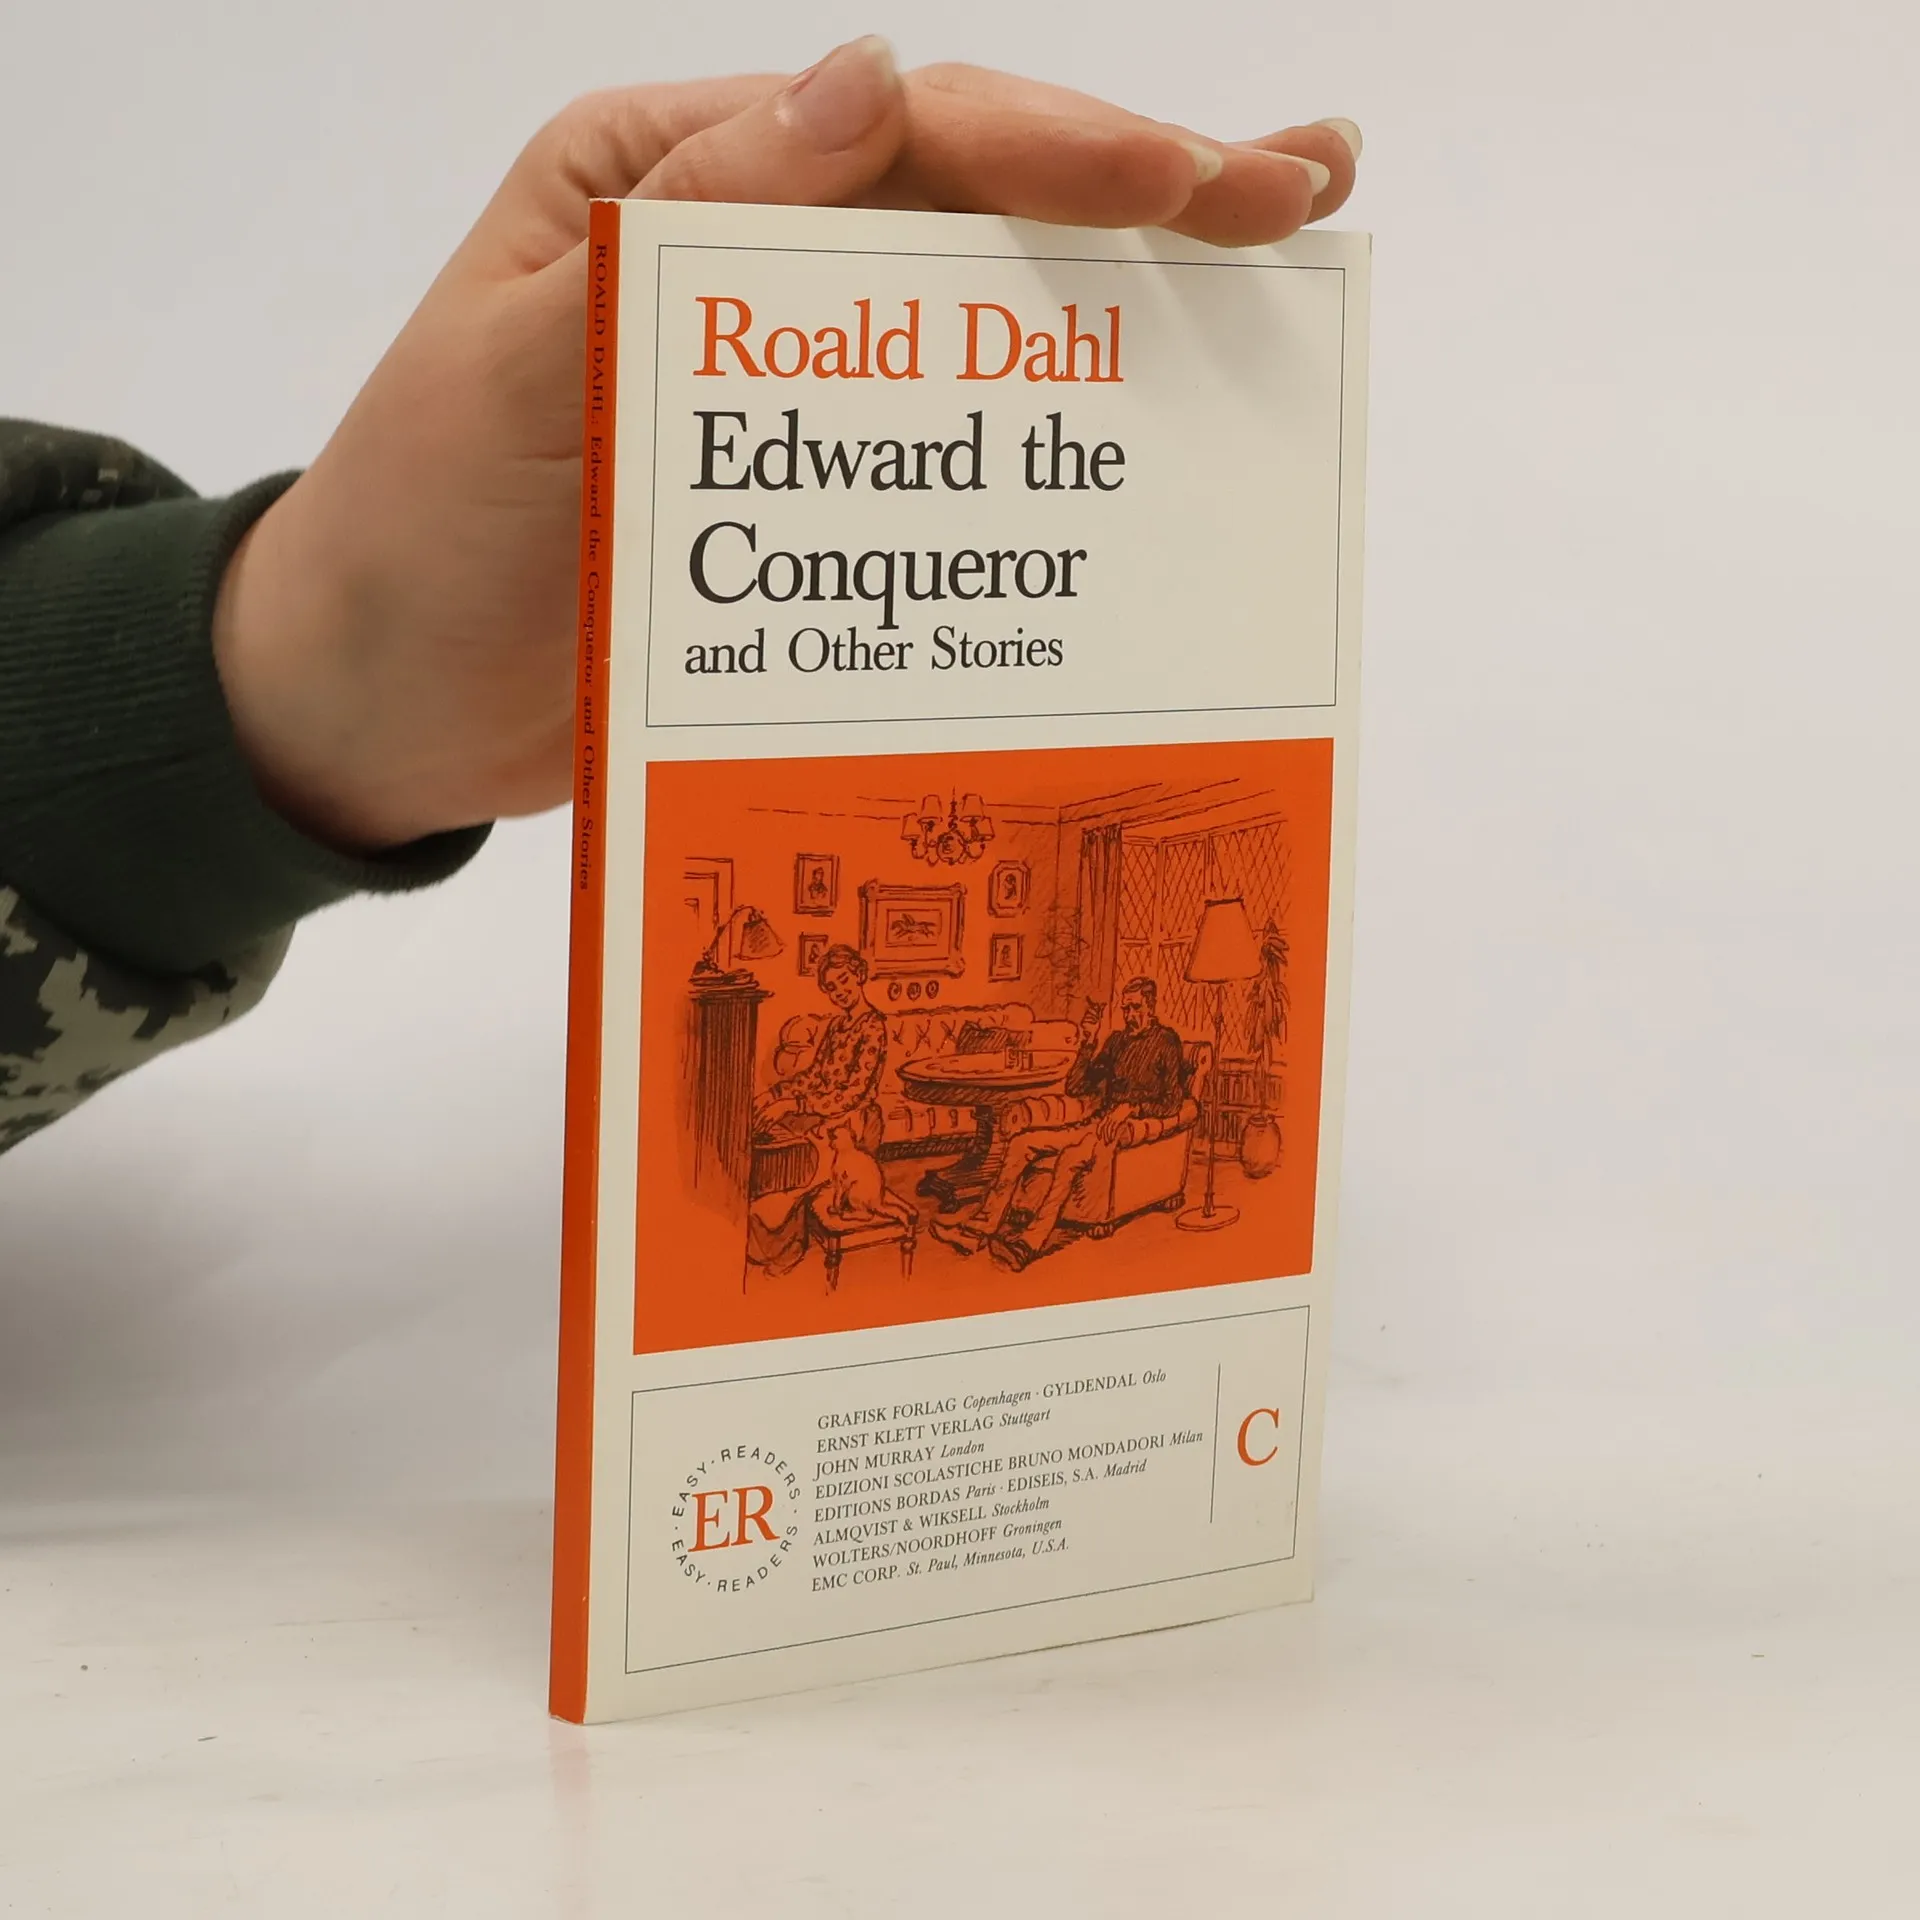 ROALD DAHL: Edward the Conqueror and Other Stories
Roald Dahl
Edward the
Conqueror
and Other Stories
EASY · READERS · EASY · READERS ·
ER
GRAFISK FORLAG Copenhagen · GYLDENDAL Oslo
ERNST KLETT VERLAG Stuttgart
JOHN MURRAY London
EDIZIONI SCOLASTICHE BRUNO MONDADORI Milan
EDITIONS BORDAS Paris · EDISEIS, S.A. Madrid
ALMQVIST & WIKSELL Stockholm
WOLTERS/NOORDHOFF Groningen
EMC CORP. St. Paul, Minnesota, U.S.A.
C